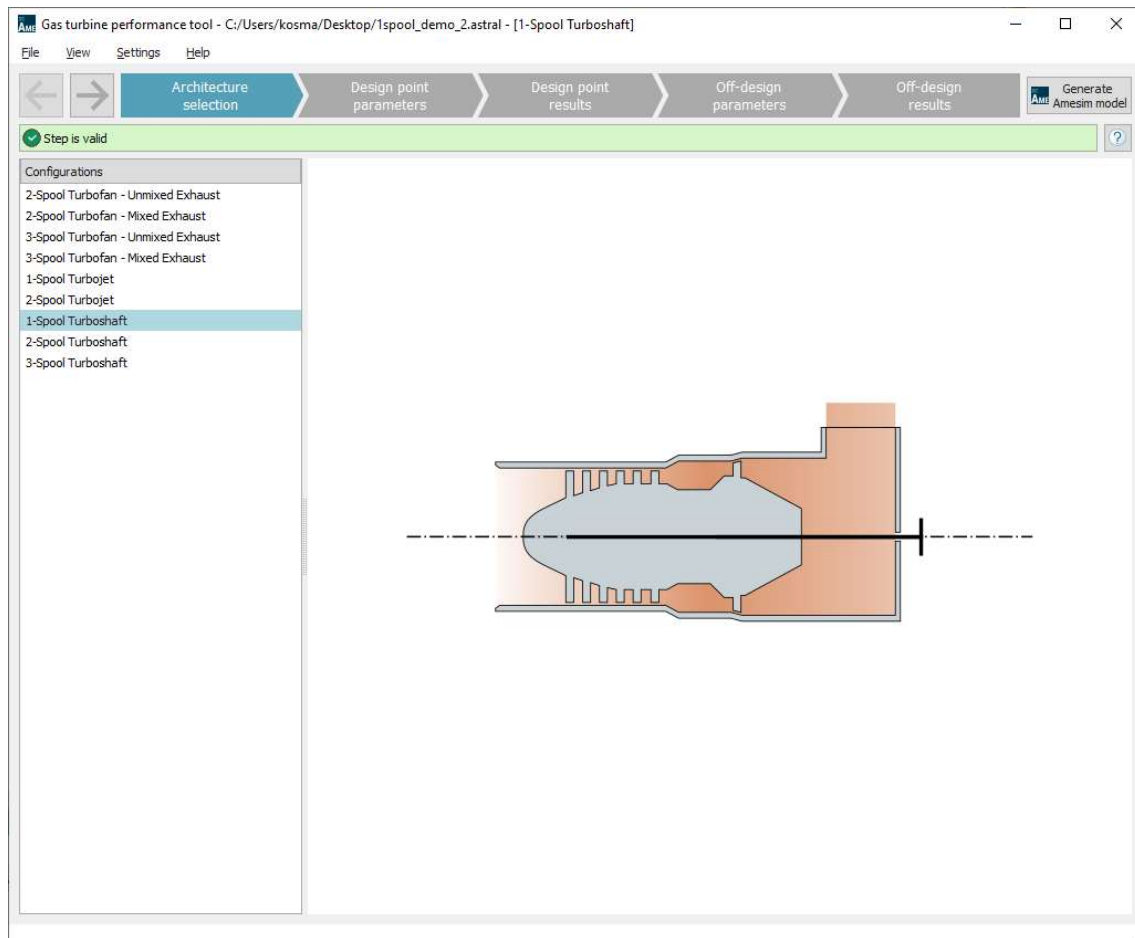 Gas turbine performance tool - C:/Users/kosma/Desktop/1spool_demo_2.astral - [1-Spool Turboshaft]
File View Settings Help
Architecture
selection
Design point
parameters
Design point
results
Off-design
parameters
Off-design
results
AME
Generate
Amesim model
Step is valid
?
Configurations
2-Spool Turbofan - Unmixed Exhaust
2-Spool Turbofan - Mixed Exhaust
3-Spool Turbofan - Unmixed Exhaust
3-Spool Turbofan - Mixed Exhaust
1-Spool Turbojet
2-Spool Turbojet
1-Spool Turboshaft
2-Spool Turboshaft
3-Spool Turboshaft